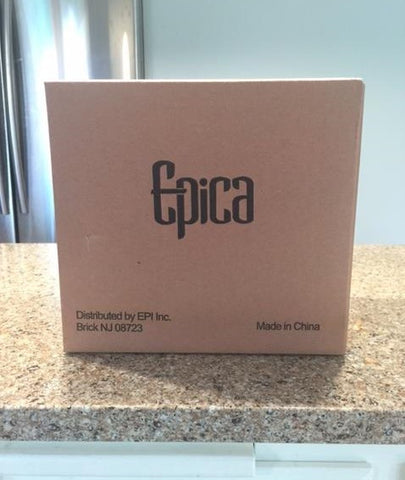 Epica
Distributed by EPI Inc.
Brick NJ 08723
Made in China